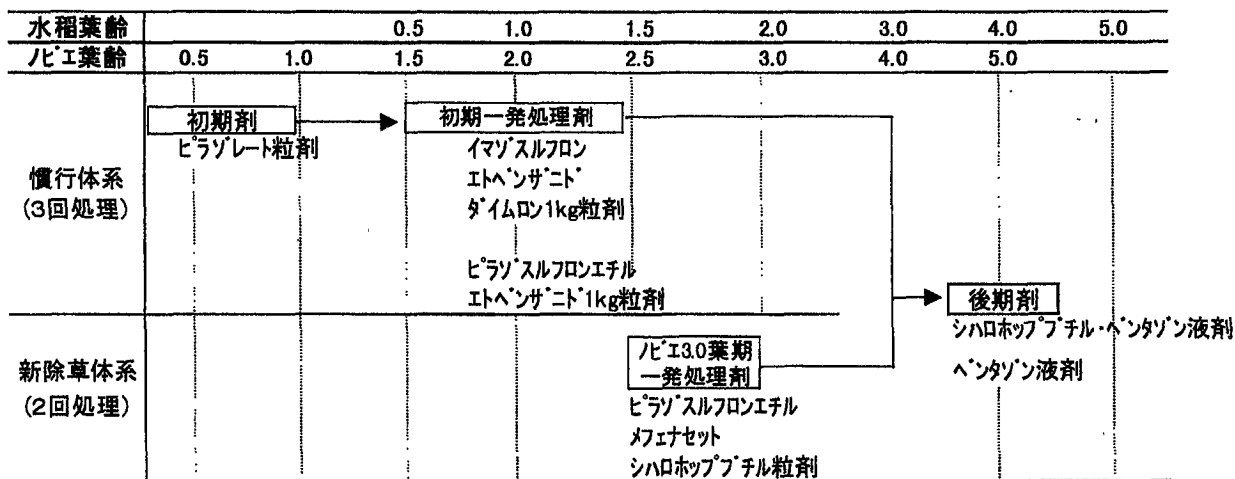 水稲葉齢 0.5 1.0 1.5 2.0 3.0 4.0 5.0
ノビエ葉齢 0.5 1.0 1.5 2.0 2.5 3.0 4.0 5.0
慣行体系
(3回処理)
初期剤
ピラゾレート粒剤
初期一発処理剤
イマゾスルフロン
エトベンザニド
ダイムロン1kg粒剤
ピラゾスルフロンエチル
エトベンザニド1kg粒剤
後期剤
シハロホップブチル・ベンタゾン液剤
ベンタゾン液剤
新除草体系
(2回処理)
ノビエ3.0葉期
一発処理剤
ピラゾスルフロンエチル
メフェナセット
シハロホップブチル粒剤